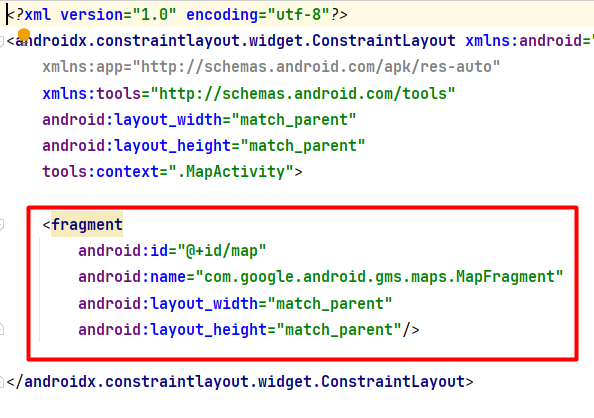 <?xml version="1.0" encoding="utf-8"?>
<androidx.constraintlayout.widget.ConstraintLayout xmlns:android="
xmlns:app="http://schemas.android.com/apk/res-auto"
xmlns:tools="http://schemas.android.com/tools"
android:layout_width="match_parent"
android:layout_height="match_parent"
tools:context=".MapActivity">
<fragment
android:id="@+id/map"
android:name="com.google.android.gms.maps.MapFragment"
android:layout_width="match_parent"
android:layout_height="match_parent"/>
</androidx.constraintlayout.widget.ConstraintLayout>